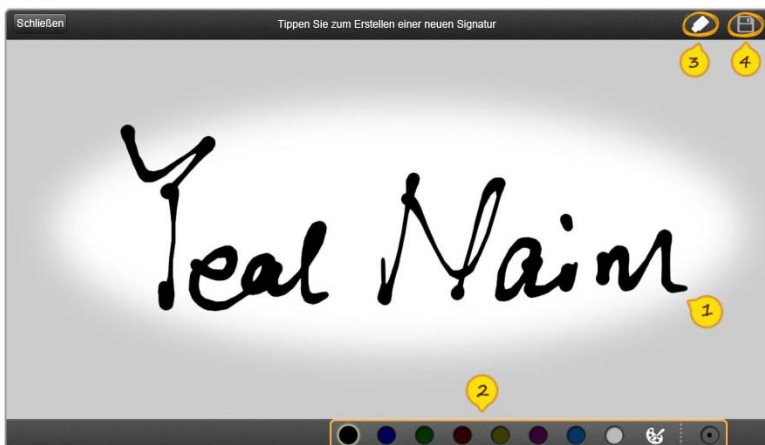 Schließen Tippen Sie zum Erstellen einer neuen Signatur
3 4
Yeal Naim
1
2